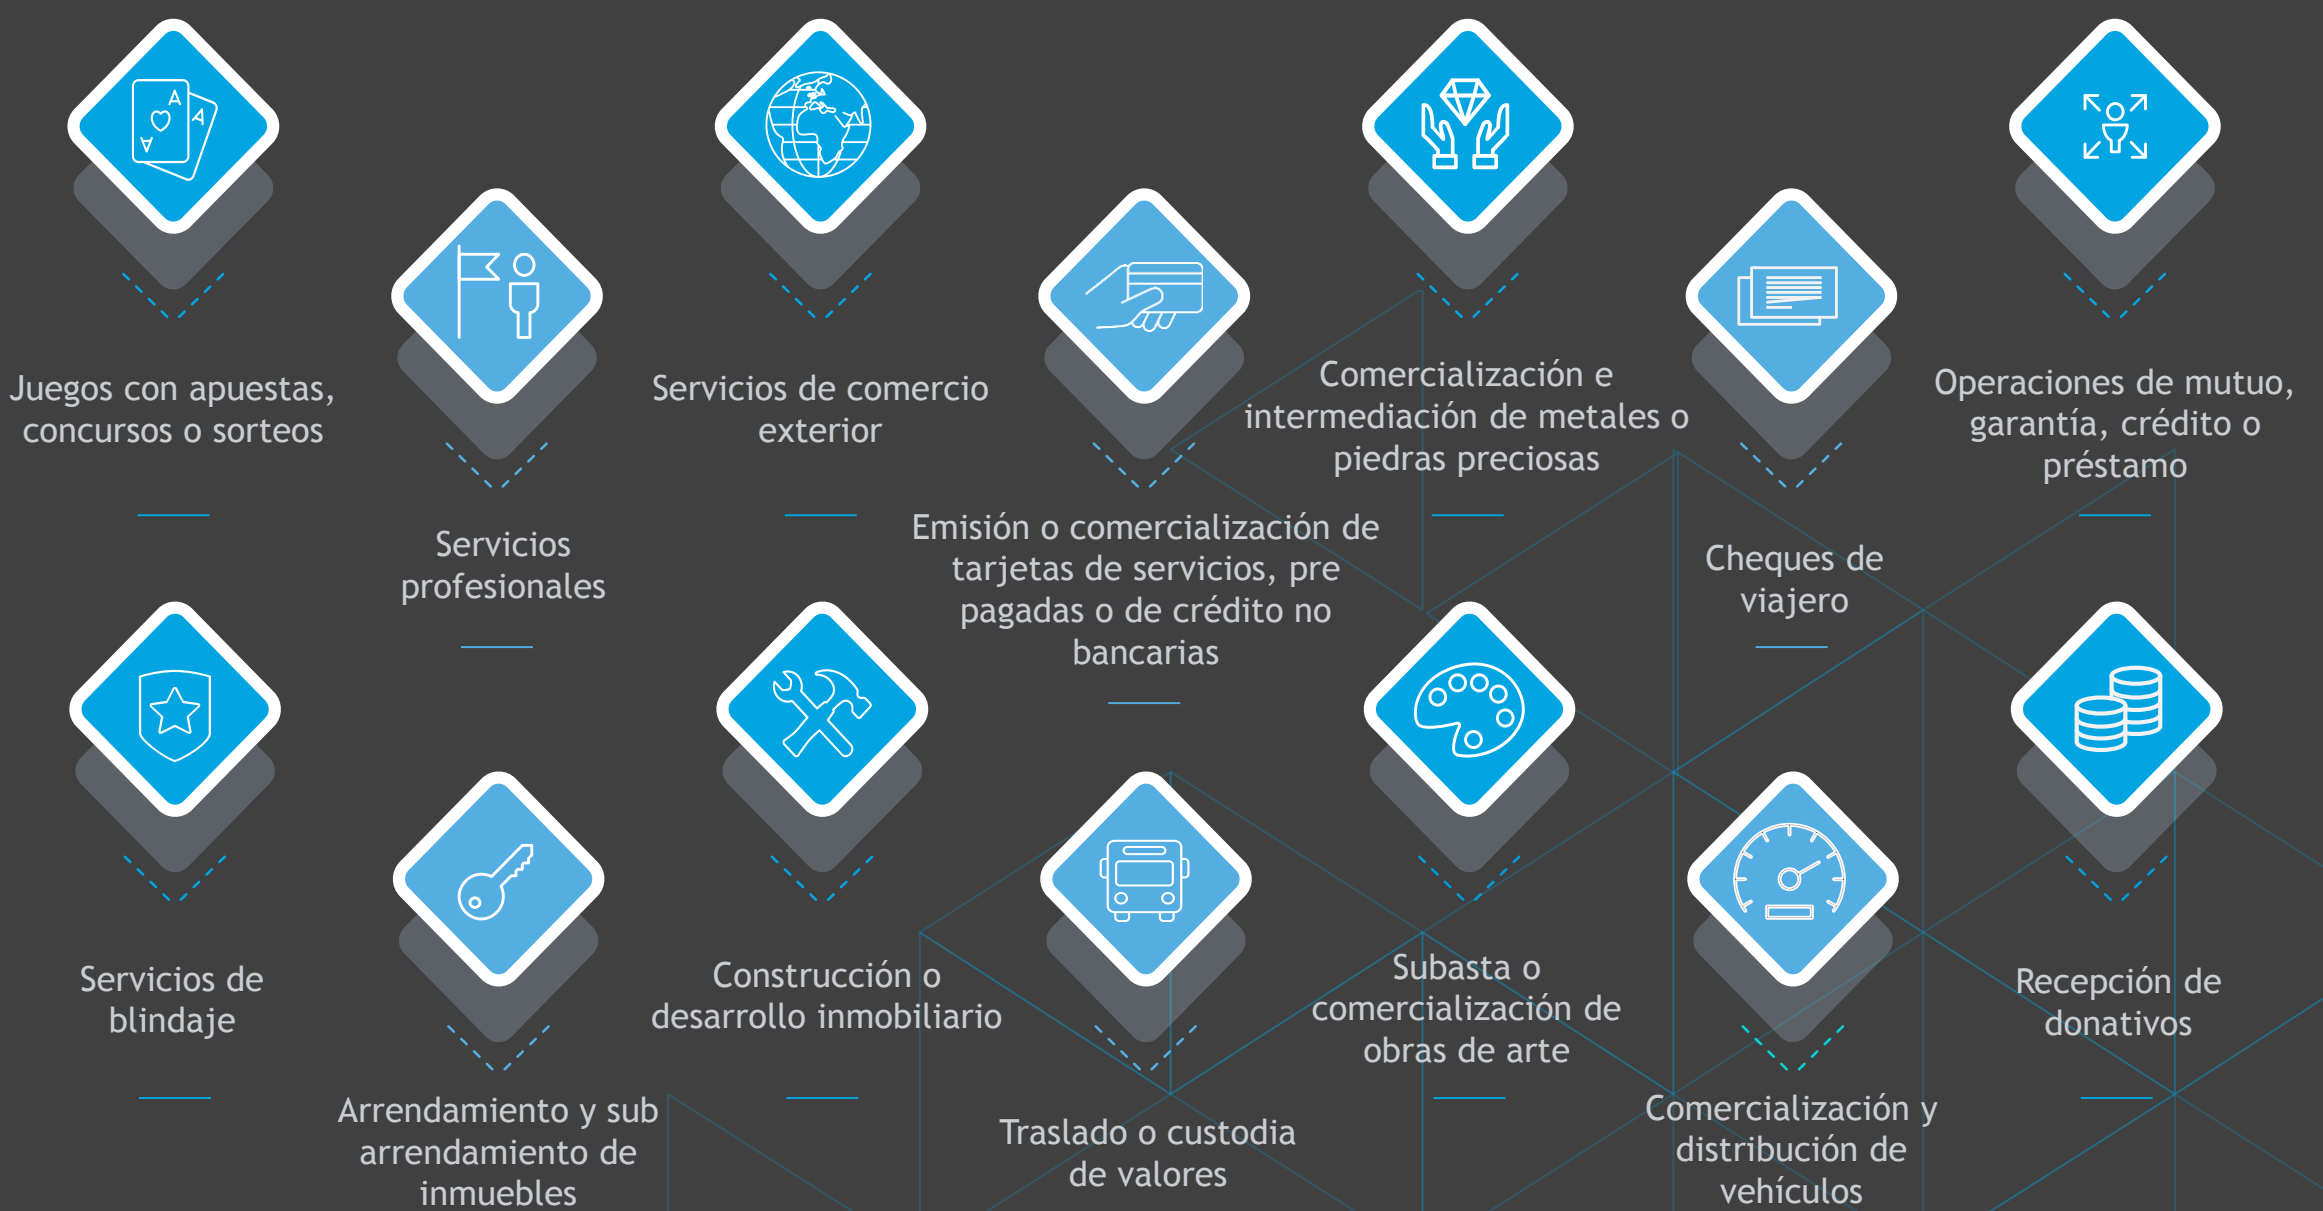 A
A
A
Juegos con apuestas,
concursos o sorteos
Servicios
profesionales
Servicios de comercio
exterior
Emisión o comercialización de
tarjetas de servicios, pre
pagadas o de crédito no
bancarias
Comercialización e
intermediación de metales o
piedras preciosas
Cheques de
viajero
Operaciones de mutuo,
garantía, crédito o
préstamo
Servicios de
blindaje
Arrendamiento y sub
arrendamiento de
inmuebles
Construcción o
desarrollo inmobiliario
Traslado o custodia
de valores
Subasta o
comercialización de
obras de arte
Comercialización y
distribución de
vehículos
Recepción de
donativos